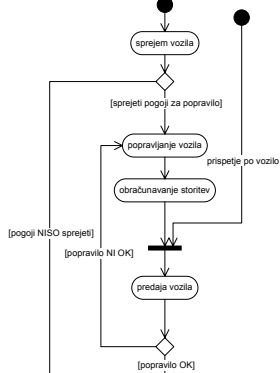 sprejem vozila
[sprejeti pogoji za popravilo]
popravljanje vozila
prispetje po vozilo
obračunavanje storitev
[pogoji NISO sprejeti]
[popravilo NI OK]
predaja vozila
[popravilo OK]